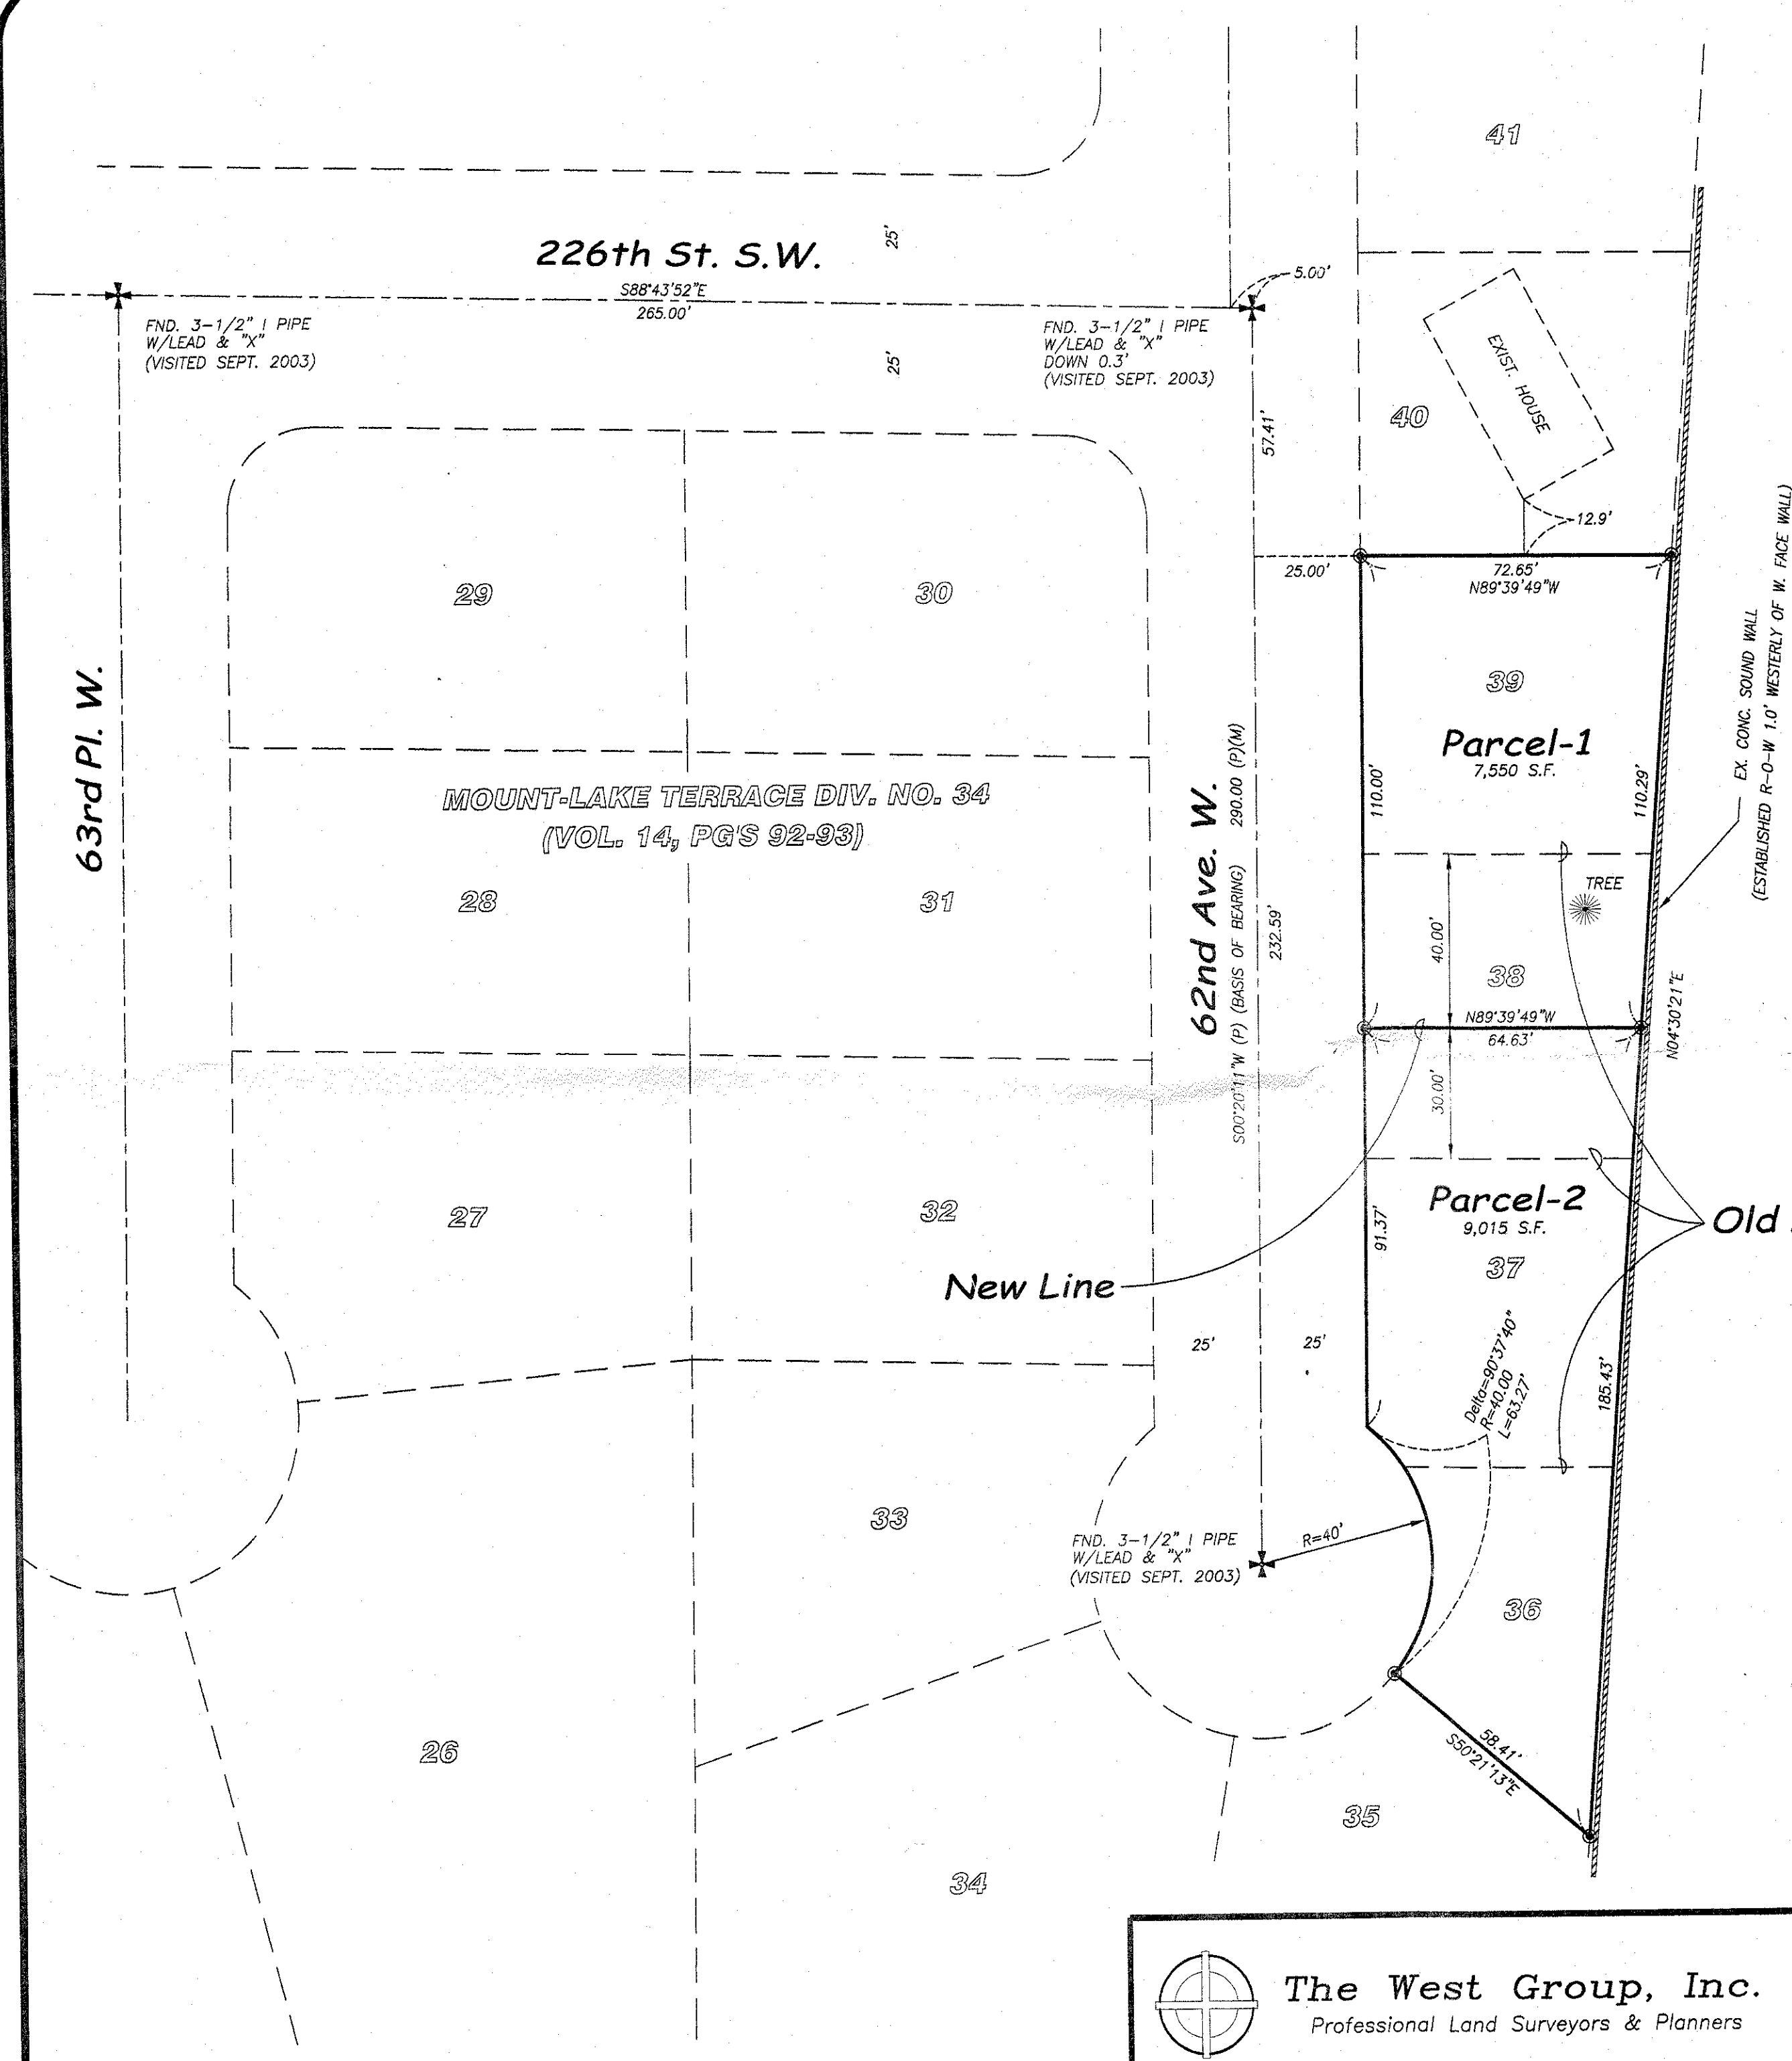 41
226th St. S.W.
25'
S88°43'52"E
265.00'
5.00'
FND. 3-1/2" I PIPE
W/LEAD & "X"
(VISITED SEPT. 2003)
25'
FND. 3-1/2" I PIPE
W/LEAD & "X"
DOWN 0.3'
(VISITED SEPT. 2003)
57.41'
40
EXIST. HOUSE
12.9'
25.00'
72.65'
N89°39'49"W
29
30
63rd Pl. W.
39
Parcel-1
7,550 S.F.
110.00'
110.29'
EX. CONC. SOUND WALL
(ESTABLISHED R-O-W 1.0' WESTERLY OF W. FACE WALL)
MOUNT-LAKE TERRACE DIV. NO. 34
(VOL. 14, PG'S 92-93)
28
31
62nd Ave. W.
S00°20'11"W (P) (BASIS OF BEARING) 290.00 (P)(M)
232.59'
TREE
40.00'
38
N89°39'49"W
64.63'
N04°30'21"E
30.00'
27
32
Parcel-2
9,015 S.F.
91.37'
37
Old
New Line
25'
25'
Delta=90°37'40"
R=40.00
L=63.27'
185.43'
33
FND. 3-1/2" I PIPE
W/LEAD & "X"
(VISITED SEPT. 2003)
R=40'
36
26
58.41'
S50°21'13"E
35
34
The West Group, Inc.
Professional Land Surveyors & Planners